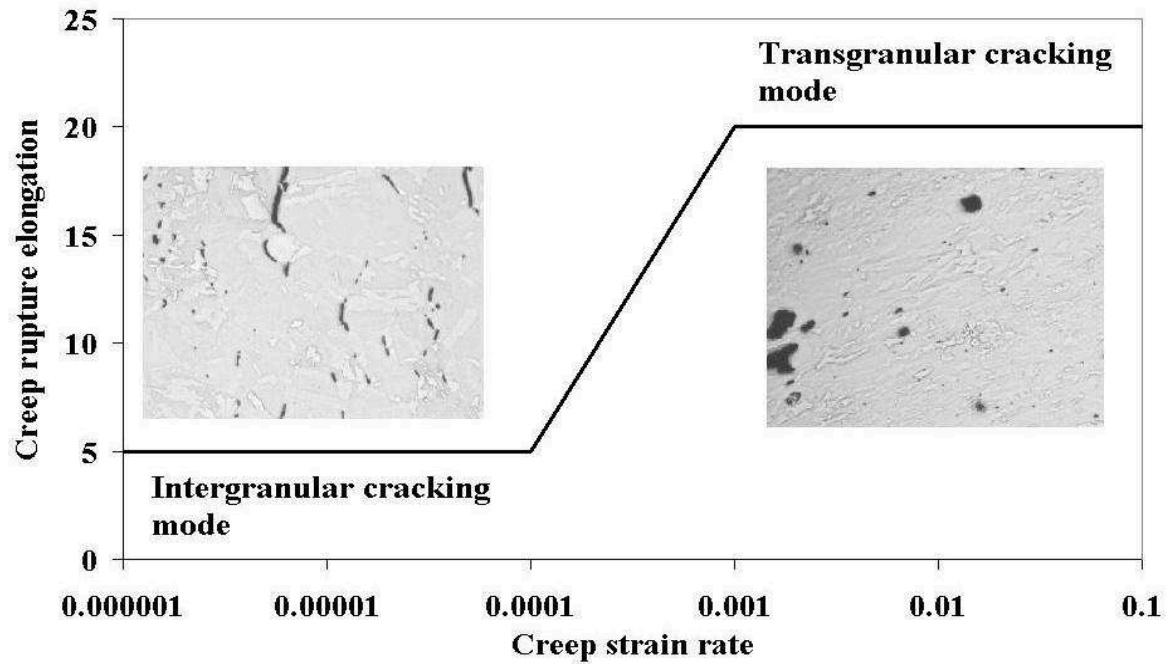 25
Transgranular cracking
mode
20
15
10
5
Intergranular cracking
mode
0
0.000001 0.00001 0.0001 0.001 0.01 0.1
Creep rupture elongation
Creep strain rate